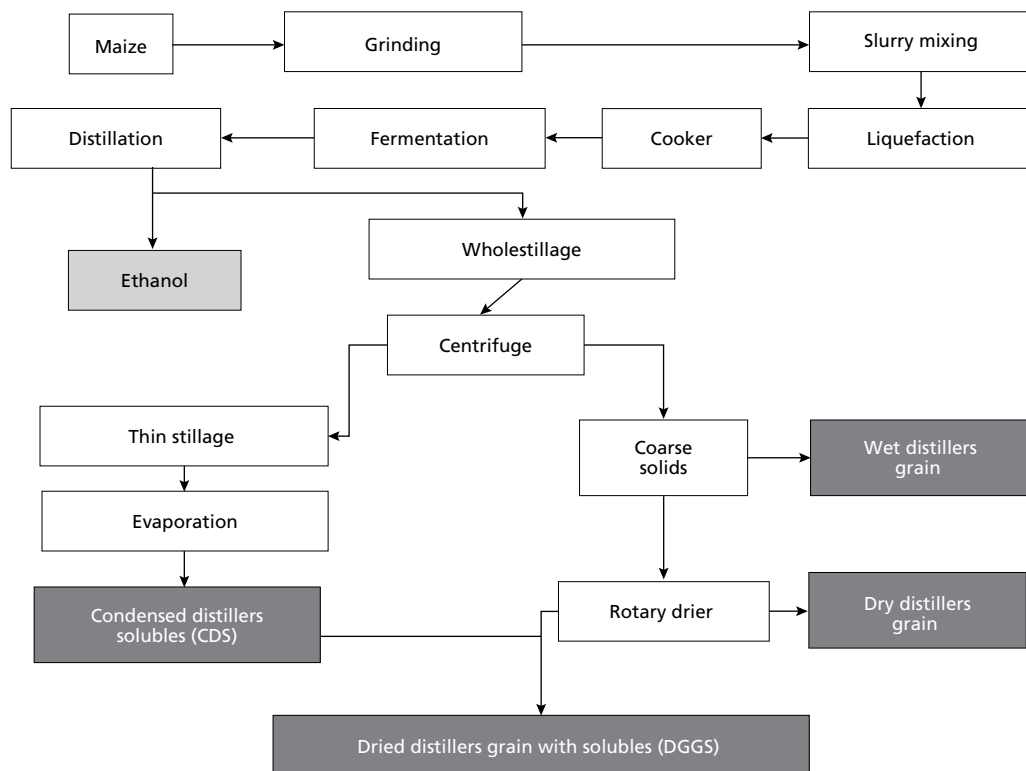 Maize
Grinding
Slurry mixing
Distillation
Fermentation
Cooker
Liquefaction
Wholestillage
Ethanol
Centrifuge
Thin stillage
Coarse
solids
Wet distillers
grain
Evaporation
Condensed distillers
solubles (CDS)
Rotary drier
Dry distillers
grain
Dried distillers grain with solubles (DGGS)